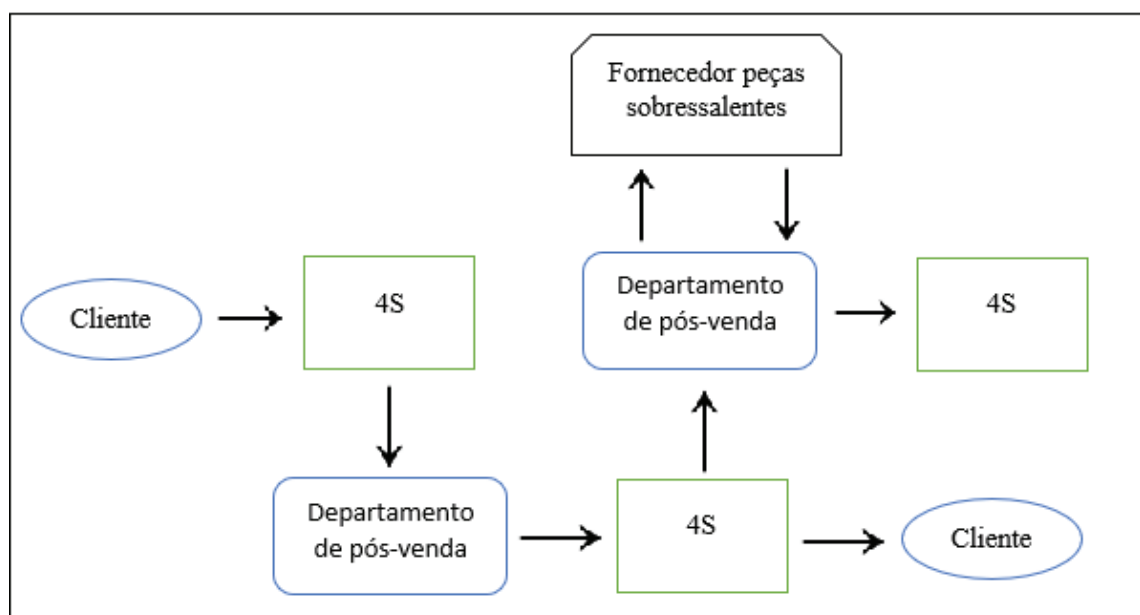 Fornecedor peças
sobressalentes
Cliente
4S
Departamento
de pós-venda
4S
Departamento
de pós-venda
4S
Cliente